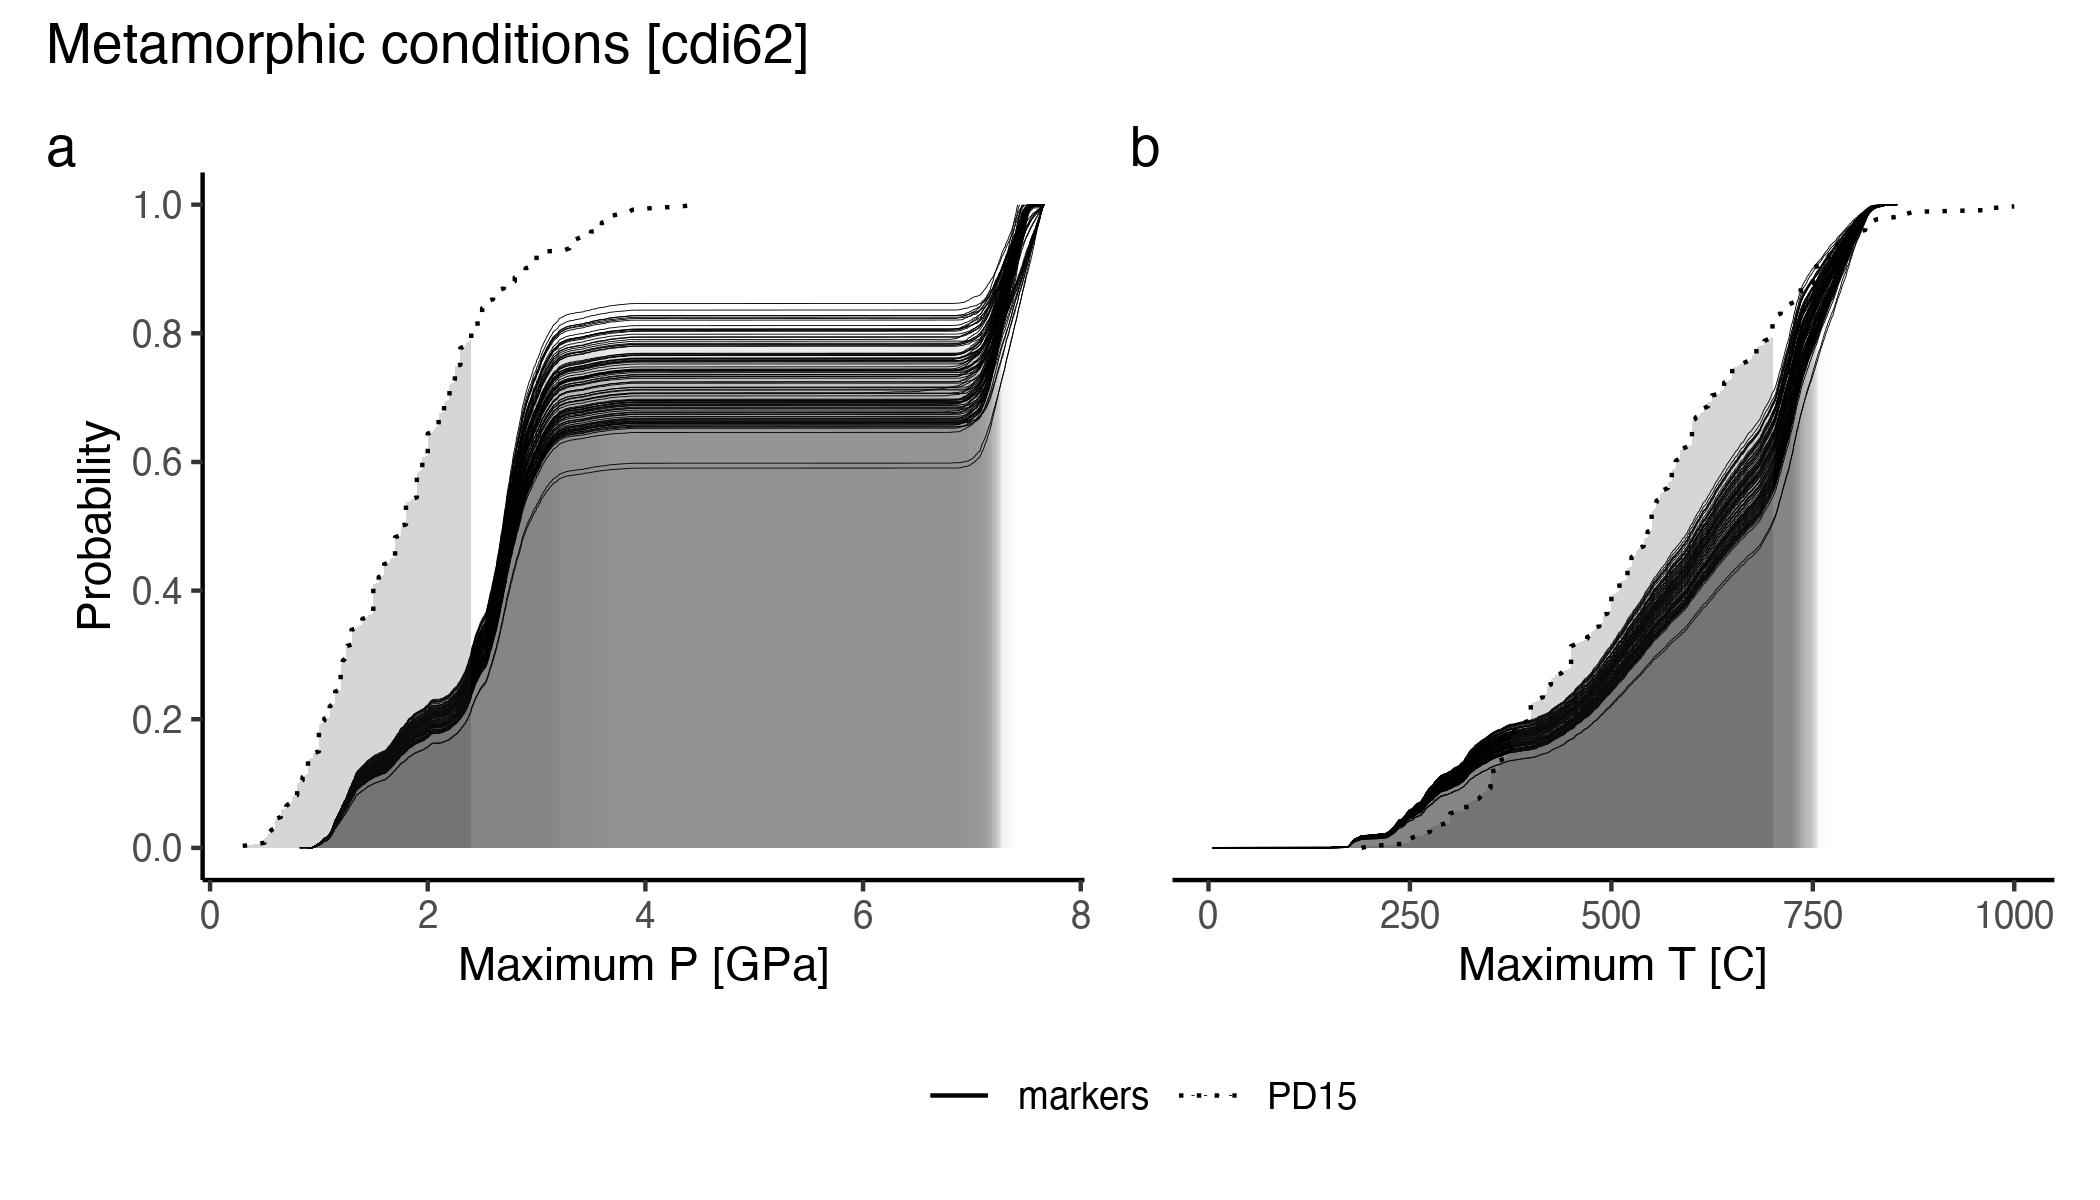 Metamorphic conditions [cdi62]
a
b
Probability
1.0
0.8
0.6
0.4
0.2
0.0
0 2 4 6 8
Maximum P [GPa]
0 250 500 750 1000
Maximum T [C]
markers PD15